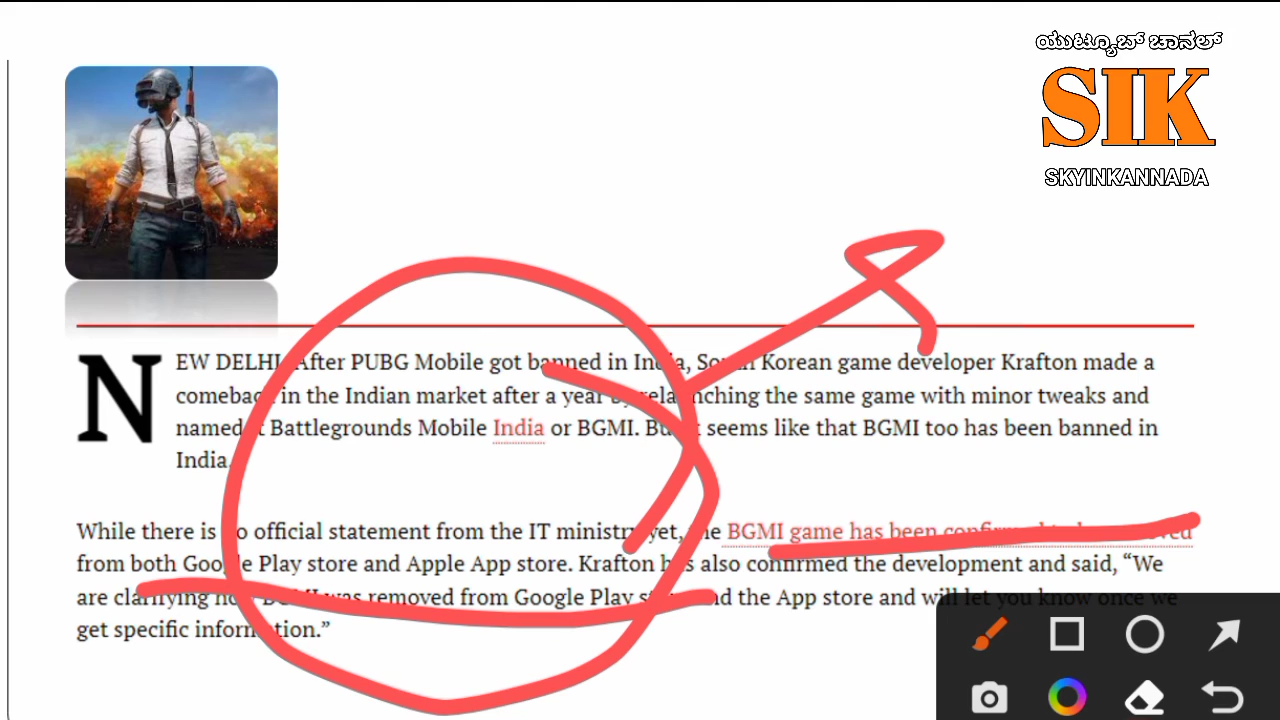 ಯುಟ್ಯೂಬ್ ಚಾನಲ್
SIK
SKYINKANNADA
NEW DELHI: After PUBG Mobile got banned in India, South Korean game developer Krafton made a
comeback in the Indian market after a year by relaunching the same game with minor tweaks and
named it Battlegrounds Mobile India or BGMI. But it seems like that BGMI too has been banned in
India.
While there is no official statement from the IT ministry yet, the BGMI game has been confirmed to be removed
from both Google Play store and Apple App store. Krafton has also confirmed the development and said, “We
are clarifying how BGMI was removed from Google Play store and the App store and will let you know once we
get specific information.”